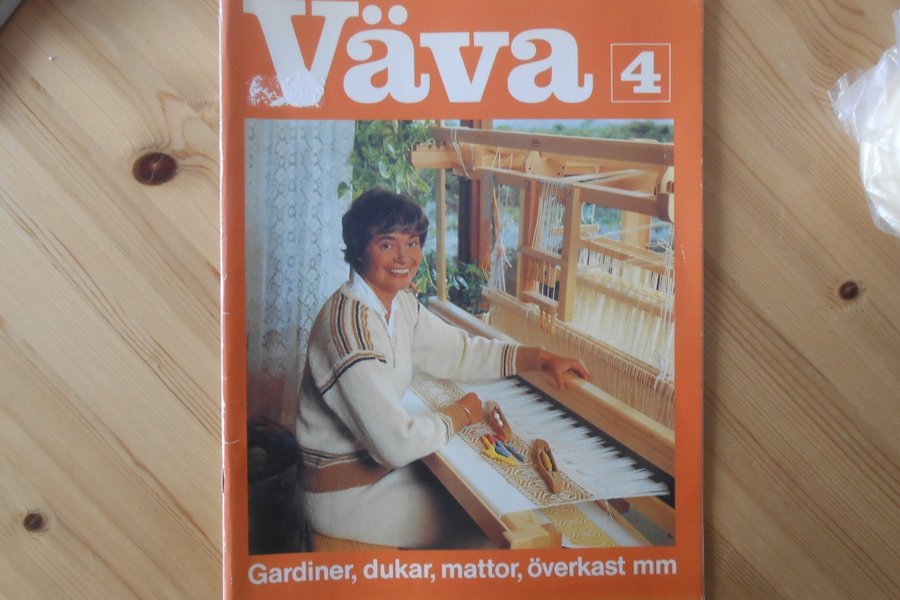 Väva 4
Gardiner, dukar, mattor, överkast mm